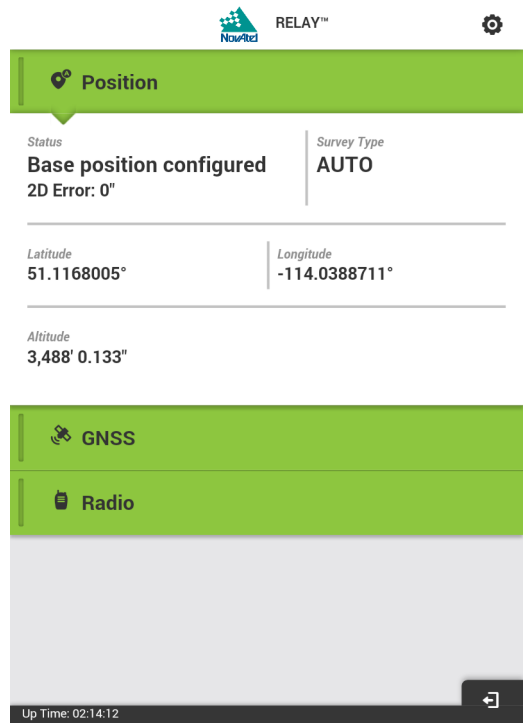 NovAtel
RELAY™
A
Position
Status
Survey Type
Base position configured
AUTO
2D Error: 0"
Latitude
Longitude
51.1168005°
-114.0388711°
Altitude
3,488' 0.133"
GNSS
Radio
Up Time: 02:14:12